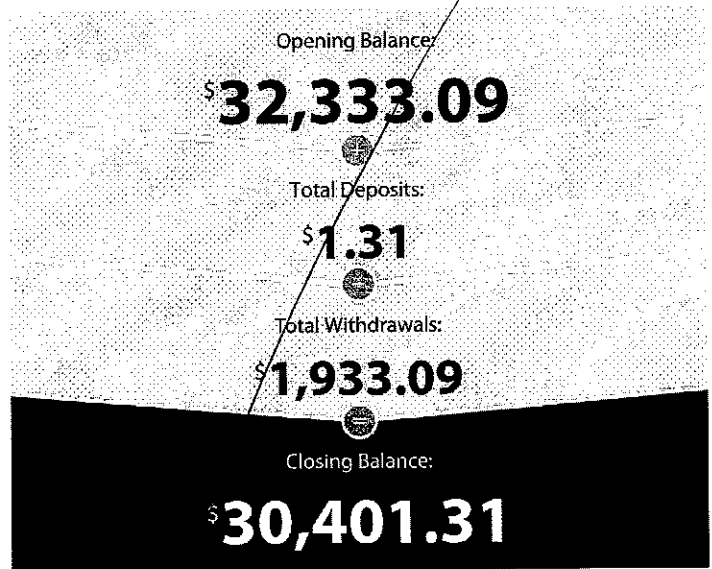 Opening Balance:
$32,333.09
+
Total Deposits:
$1.31
-
Total Withdrawals:
$1,933.09
=
Closing Balance:
$30,401.31